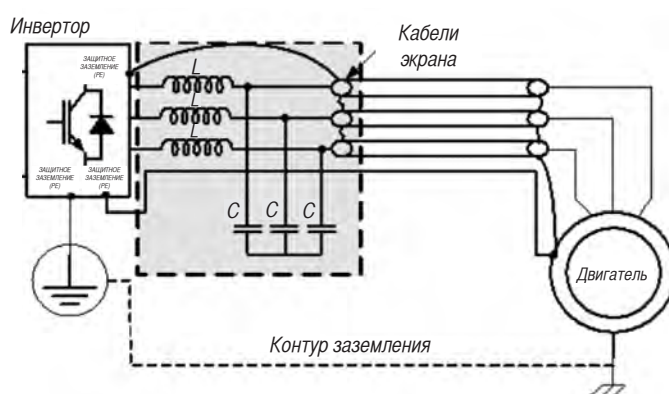 Инвертор
ЗАЩИТНОЕ
ЗАЗЕМЛЕНИЕ
(PE)
L
L
L
Кабели
экрана
ЗАЩИТНОЕ
ЗАЗЕМЛЕНИЕ
(PE)
ЗАЩИТНОЕ
ЗАЗЕМЛЕНИЕ
(PE)
C
C
C
Двигатель
Контур заземления